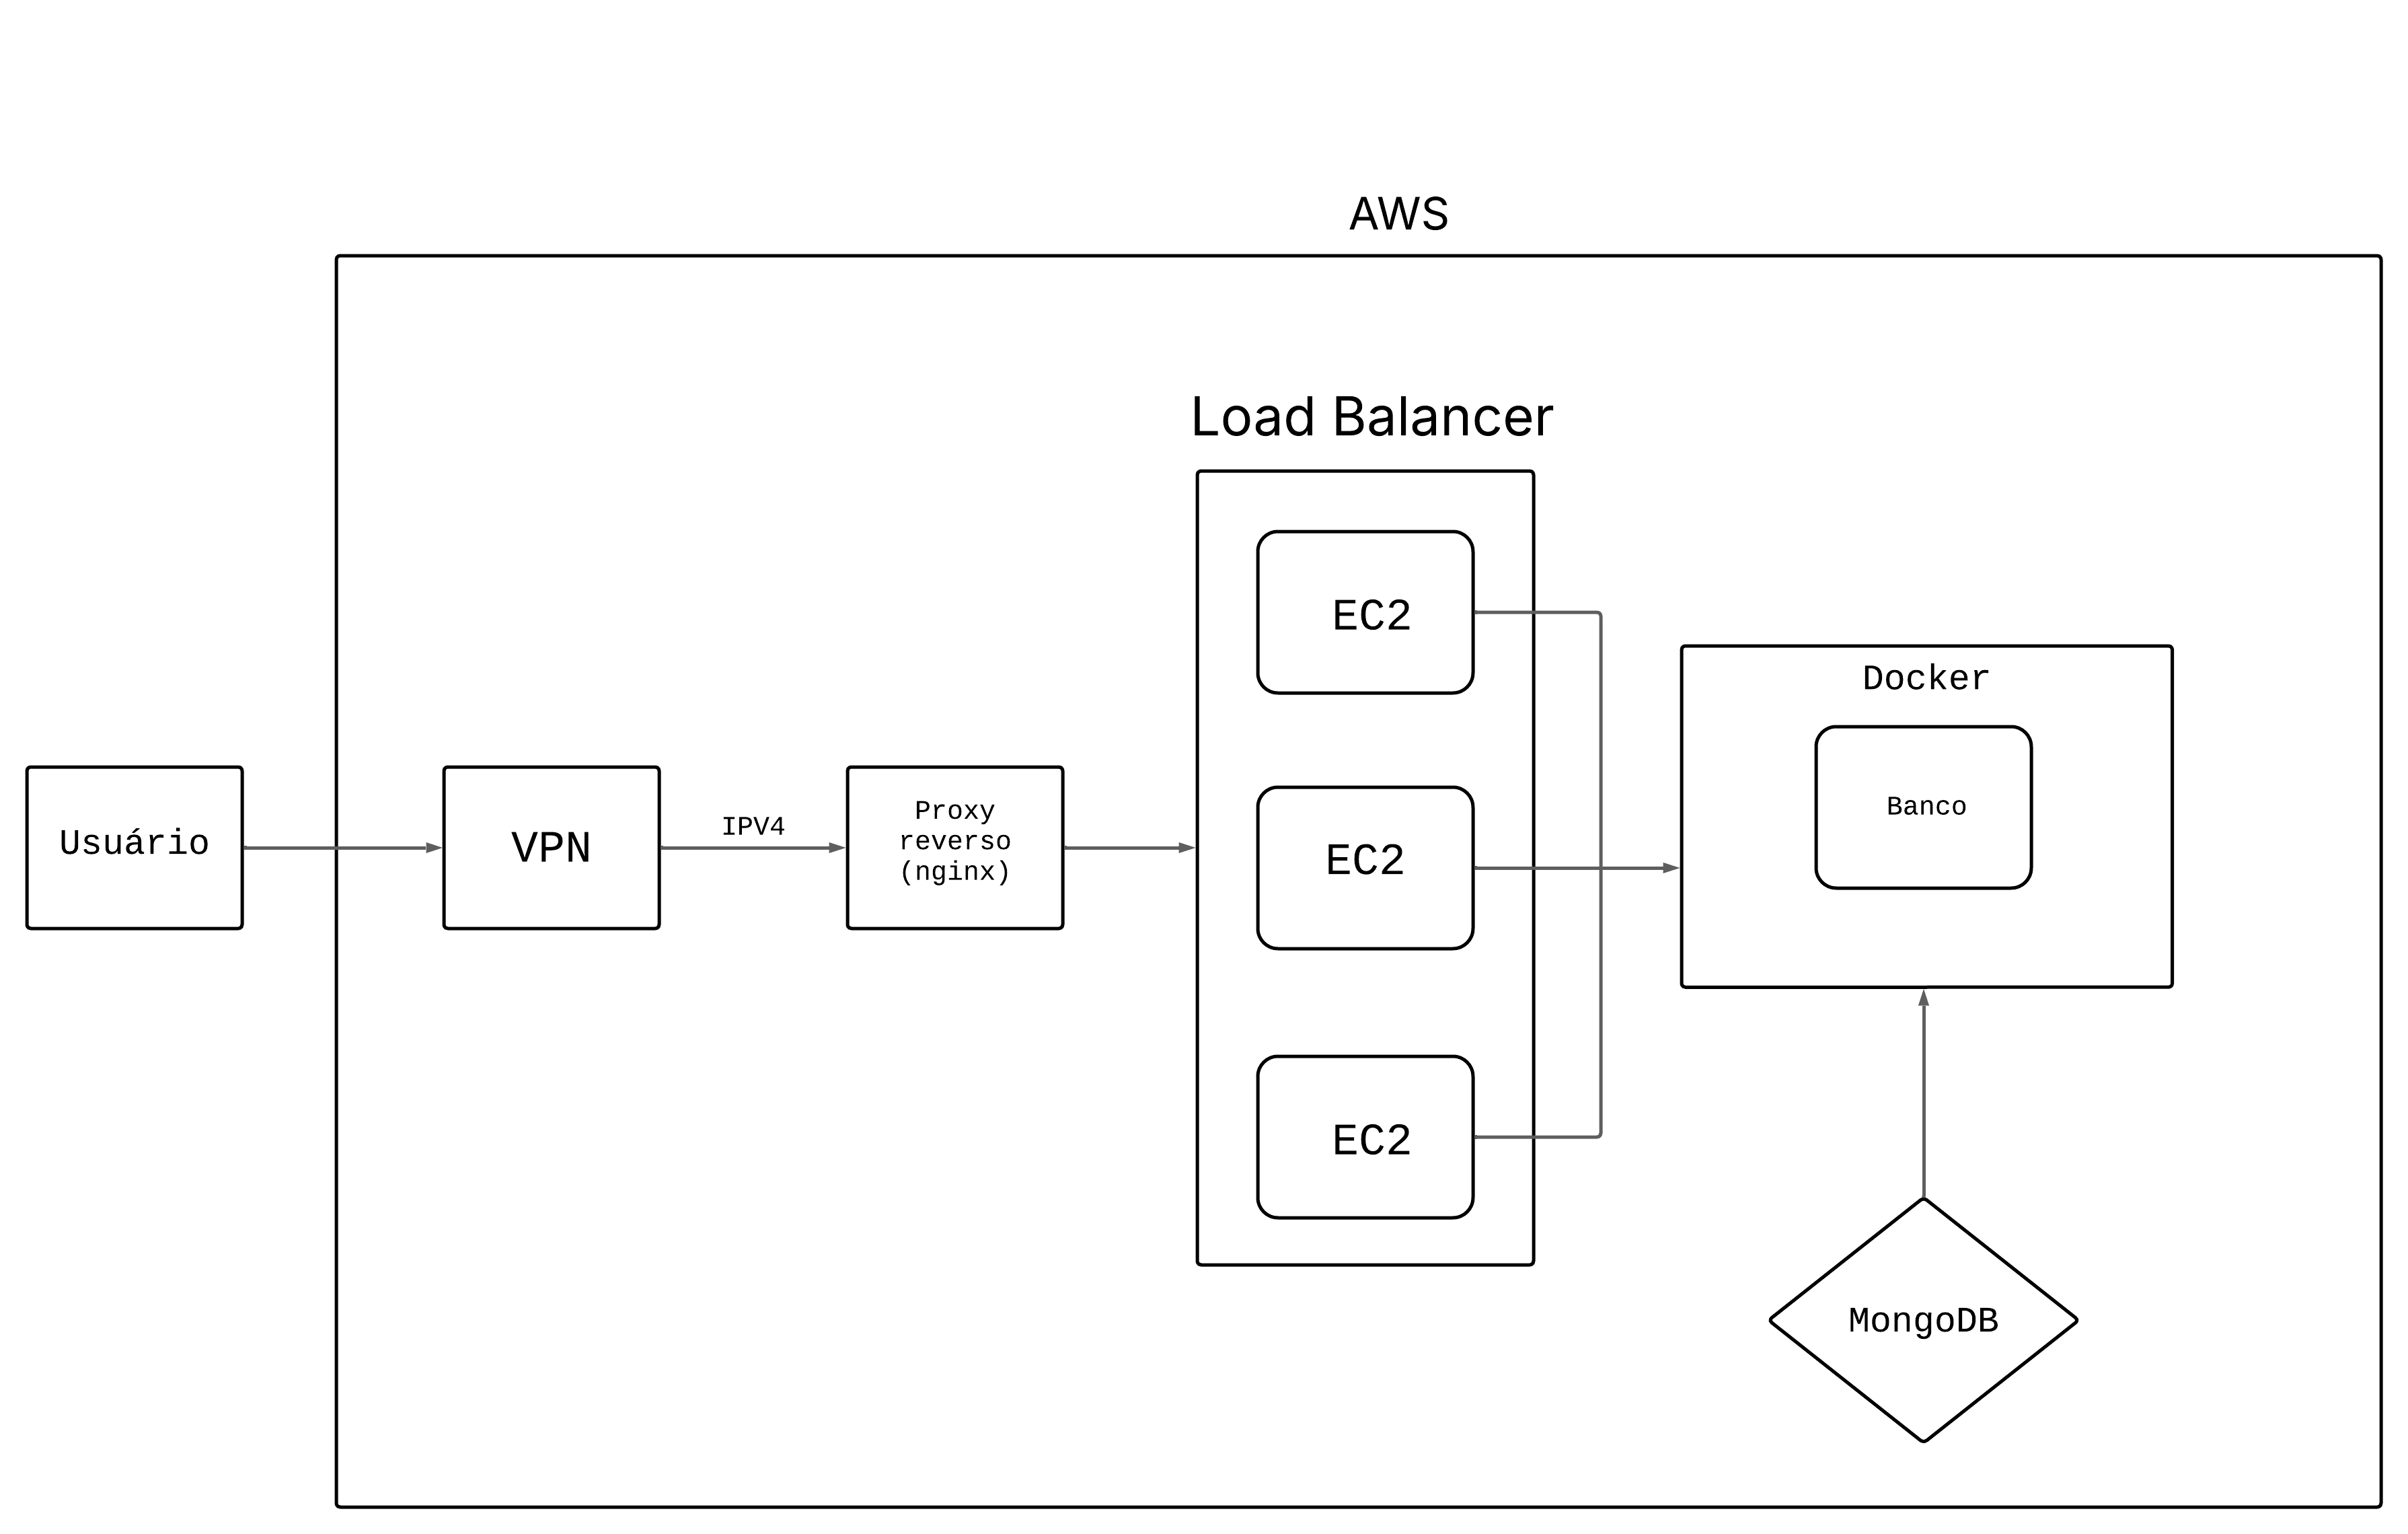 AWS
Load Balancer
Usuário
VPN
IPV4
Proxy
reverso
(nginx)
EC2
EC2
EC2
Docker
Banco
MongoDB